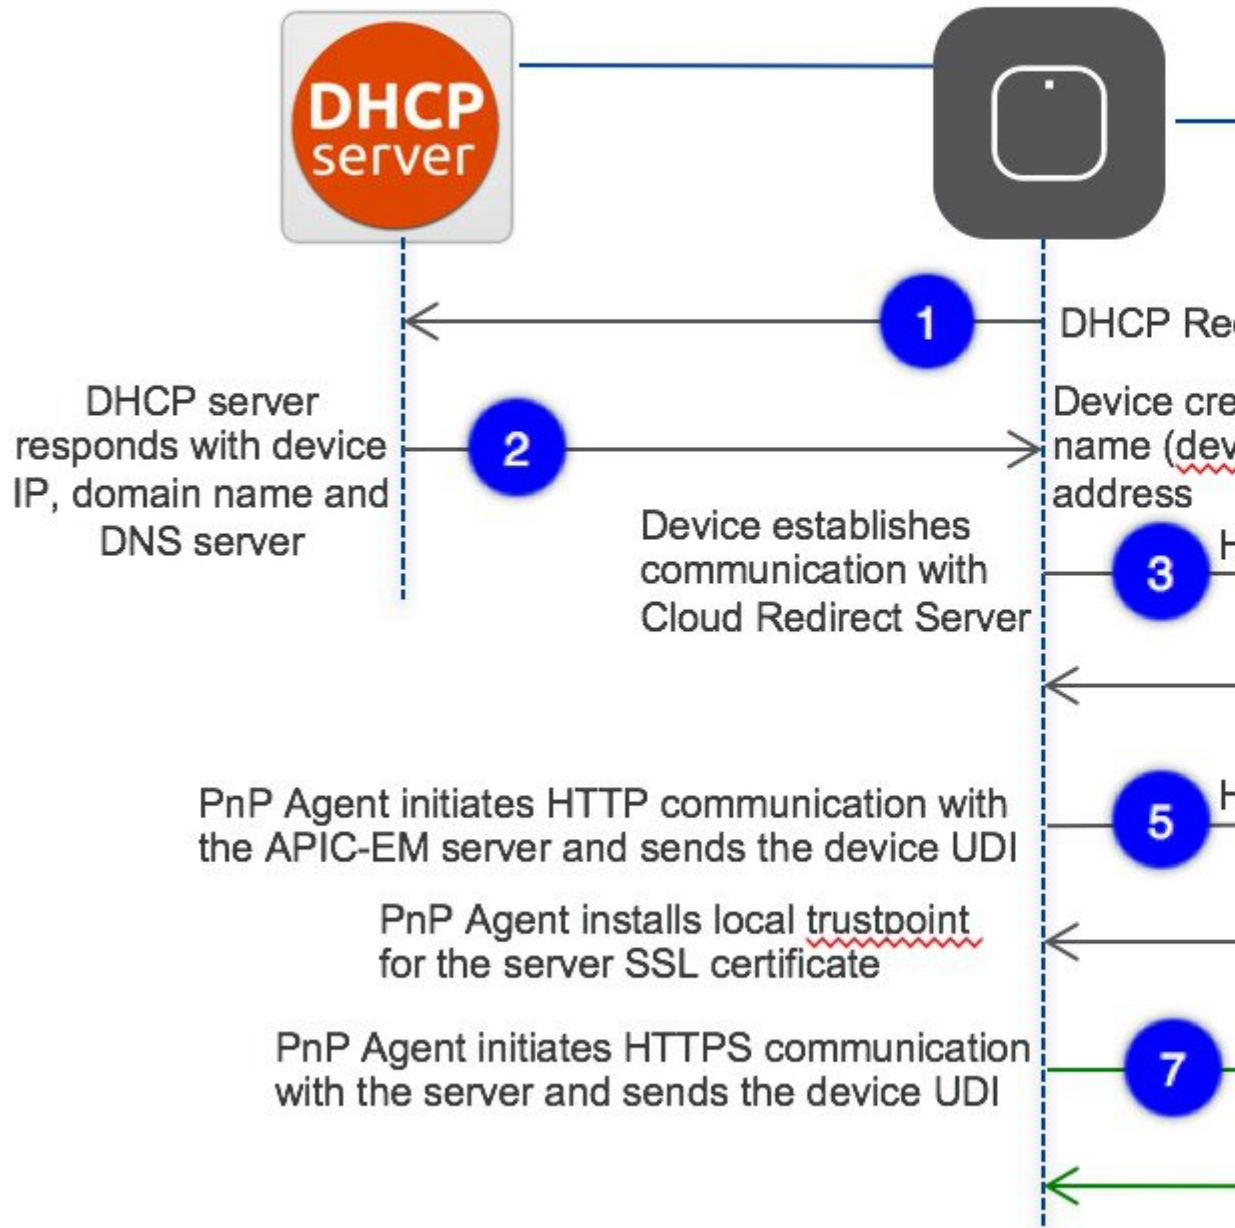 DHCP
server
1
DHCP
DHCP server
responds with device
IP, domain name and
DNS server
2
Device
name
address
Device establishes
communication with
Cloud Redirect Server
3
PnP Agent initiates HTTP communication with
the APIC-EM server and sends the device UDI
5
PnP Agent installs local trustpoint
for the server SSL certificate
PnP Agent initiates HTTPS communication
with the server and sends the device UDI
7